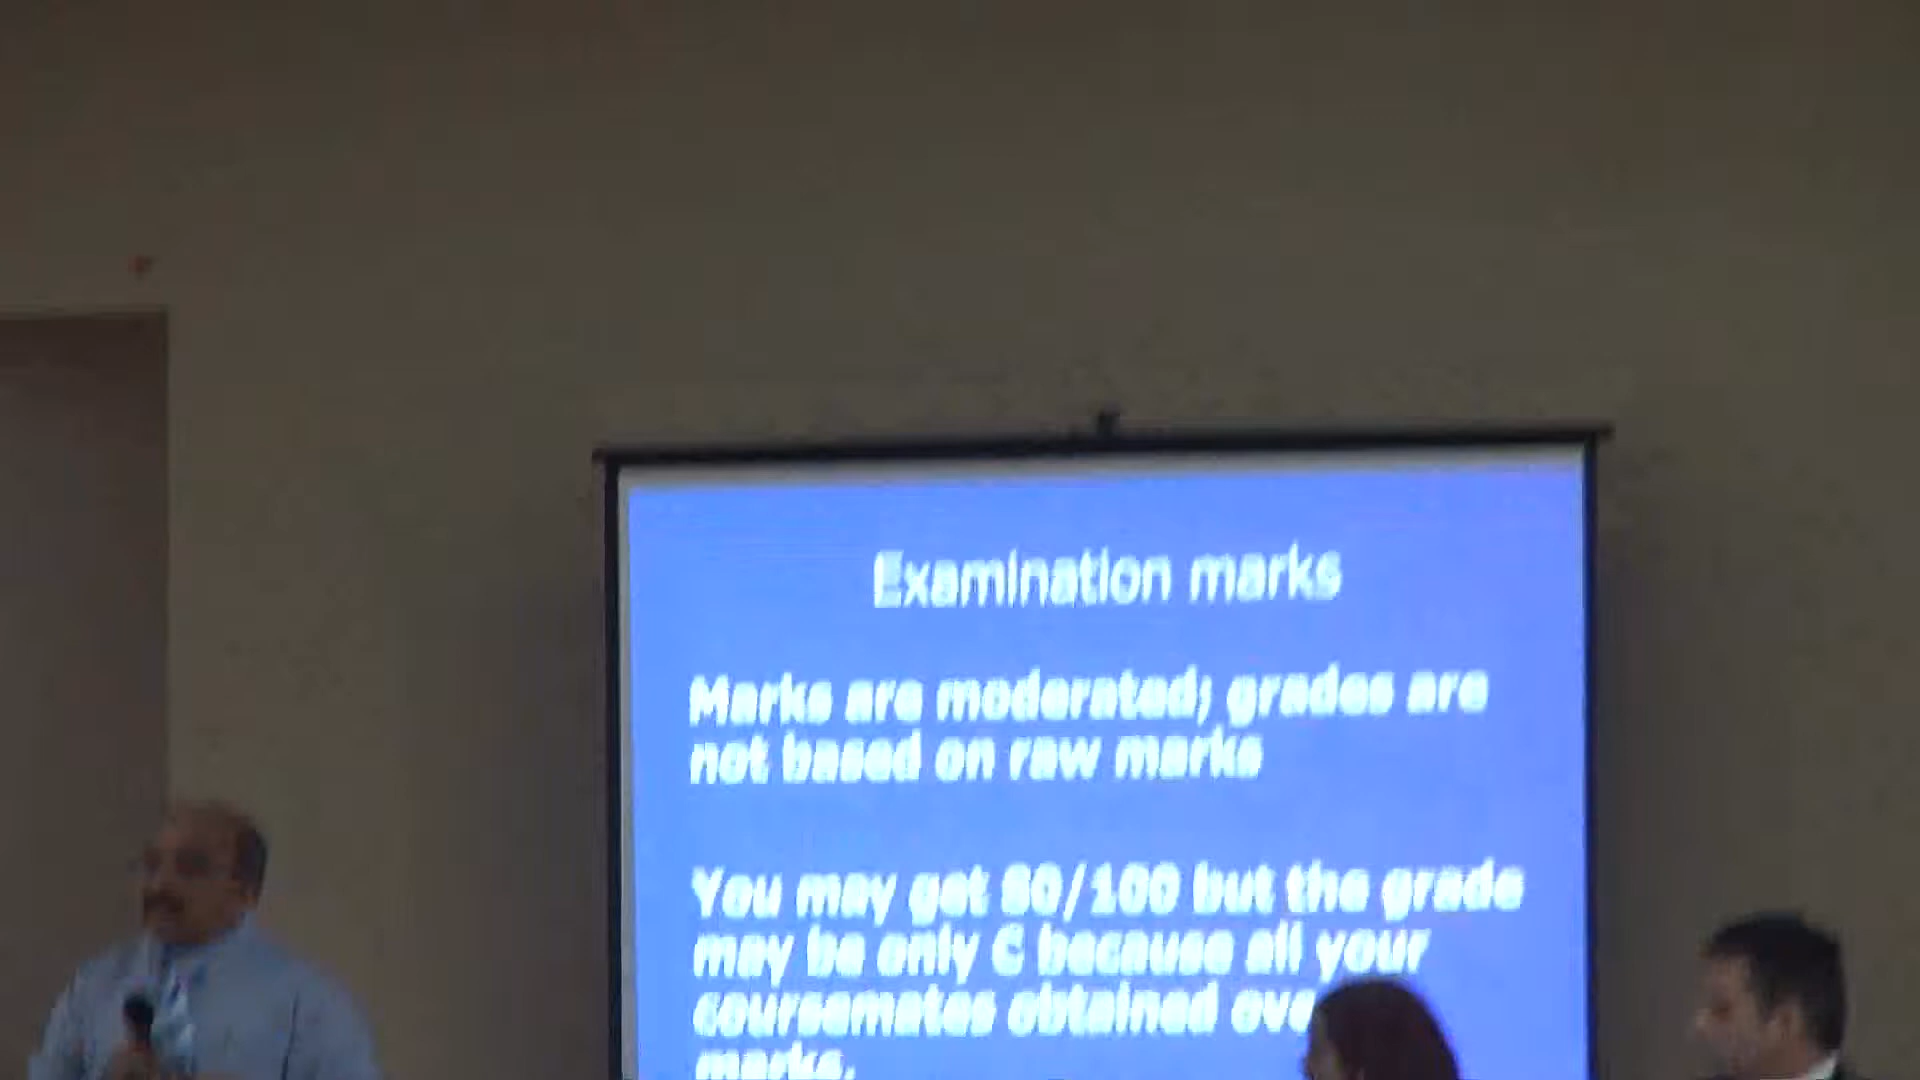 Examination marks
Marks are moderated; grades are
not based on raw marks
You may get 80/100 but the grade
may be only C because all your
coursemates obtained
marks.